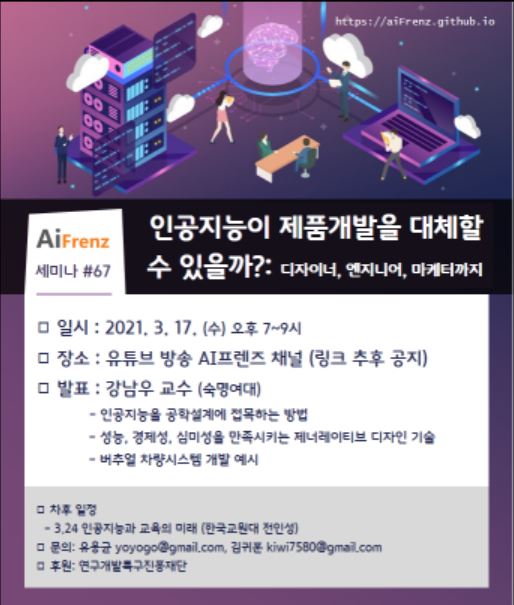 https://aiFrenz.github.io
AiFrenz
세미나 #67
인공지능이 제품개발을 대체할
수 있을까?: 디자이너, 엔지니어, 마케터까지
□ 일시 : 2021. 3. 17. (수) 오후 7~9시
□ 장소 : 유튜브 방송 AI프렌즈 채널 (링크 추후 공지)
□ 발표 : 강남우 교수 (숙명여대)
- 인공지능을 공학설계에 접목하는 방법
- 성능, 경제성, 심미성을 만족시키는 제너레이티브 디자인 기술
- 버추얼 차량시스템 개발 예시
□ 차후 일정
- 3.24 인공지능과 교육의 미래 (한국교원대 전인성)
□ 문의: 유용균 yoyogo@gmail.com, 김귀훈 kiwi7580@gmail.com
□ 후원: 연구개발특구진흥재단